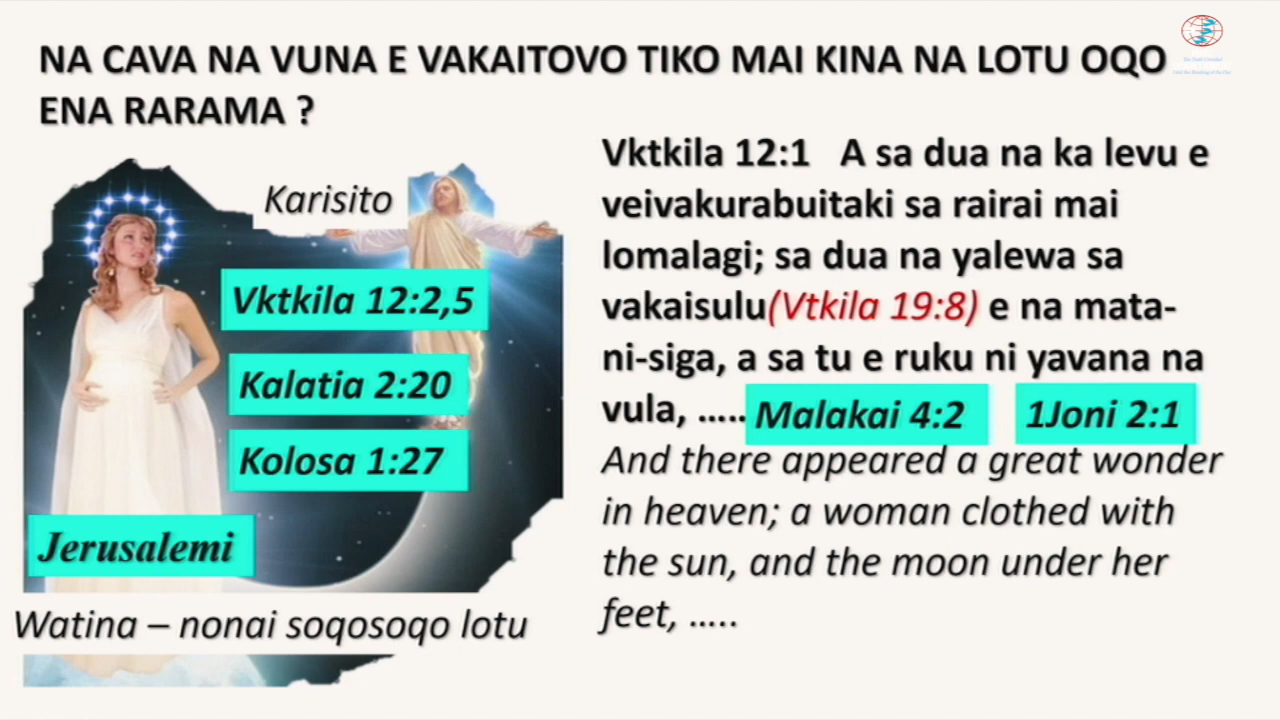 NA CAVA NA VUNA E VAKAITOVO TIKO MAI KINA NA LOTU OQO
ENA RARAMA ?
Karisito
Vktkila 12:2,5
Kalatia 2:20
Kolosa 1:27
Jerusalemi
Watina – nonai soqosoqo lotu
Vktkila 12:1 A sa dua na ka levu e
veivakurabuitaki sa rairai mai
lomalagi; sa dua na yalewa sa
vakaisulu(Vtkila 19:8) e na mata-
ni-siga, a sa tu e ruku ni yavana na
vula, …..
Malakai 4:2
1Joni 2:1
And there appeared a great wonder
in heaven; a woman clothed with
the sun, and the moon under her
feet, …..